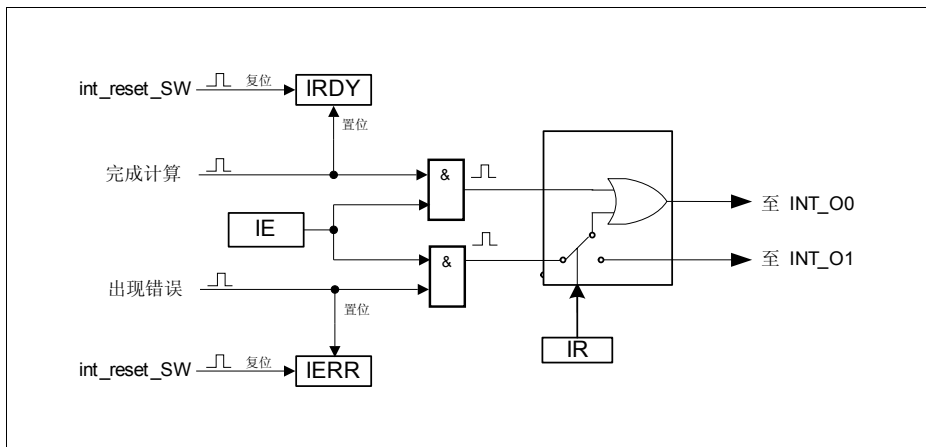 int_reset_SW 复位 IRDY
置位
完成计算
&
至 INT_O0
IE
&
至 INT_O1
出现错误
置位
IR
int_reset_SW 复位 IERR